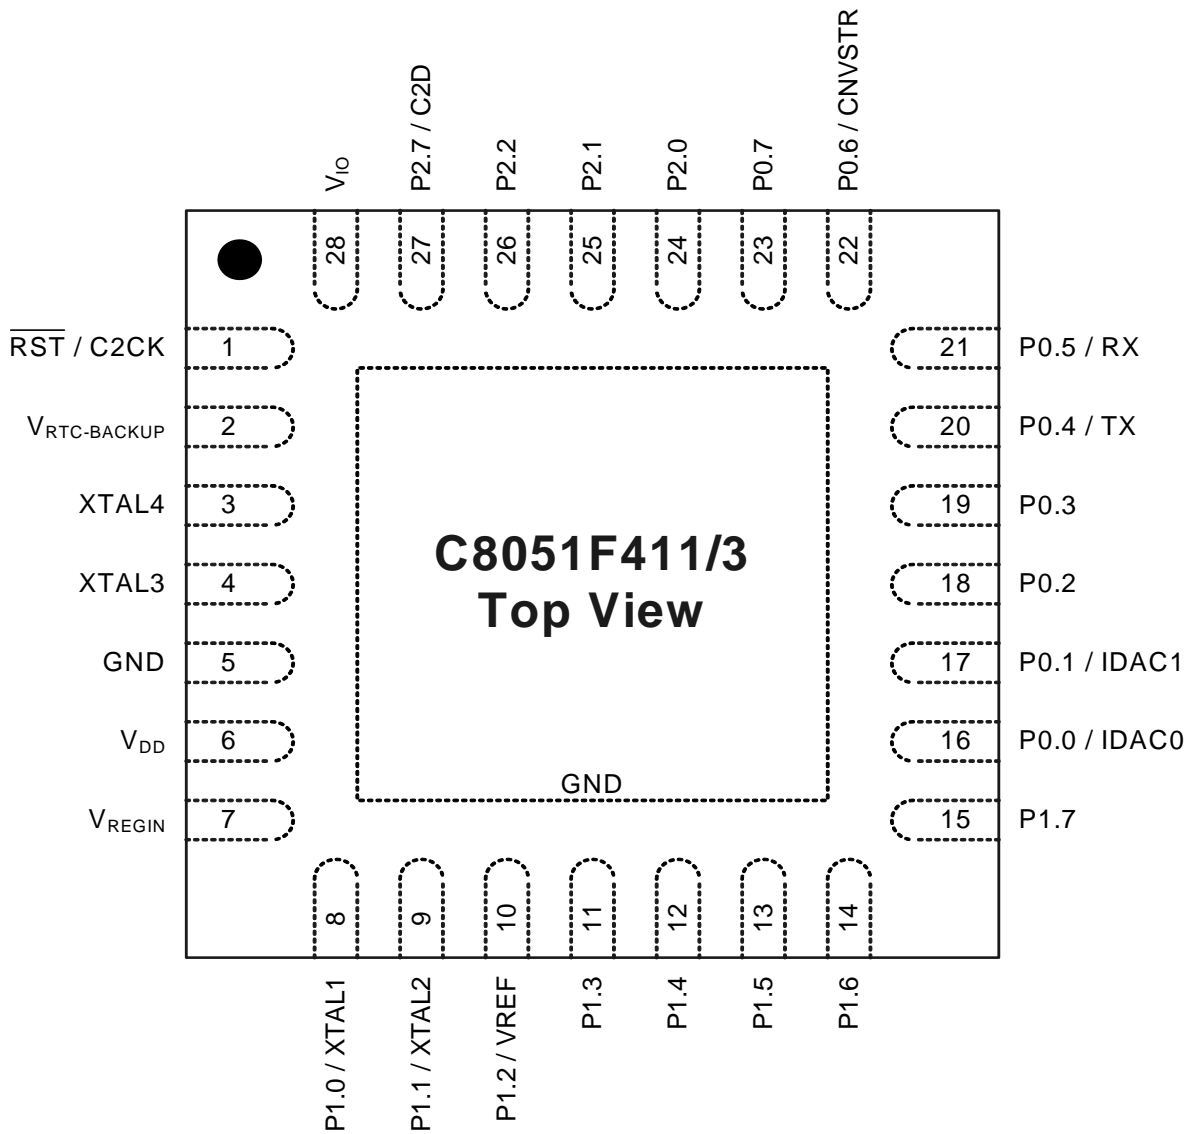 VIO
P2.7 / C2D
P2.2
P2.1
P2.0
P0.7
P0.6 / CNVSTR
28
27
26
25
24
23
22
RST / C2CK
1
VRTC-BACKUP
2
XTAL4
3
XTAL3
4
GND
5
VDD
6
VREGIN
7
C8051F411/3
Top View
GND
21
P0.5 / RX
20
P0.4 / TX
19
P0.3
18
P0.2
17
P0.1 / IDAC1
16
P0.0 / IDAC0
15
P1.7
8
9
10
11
12
13
14
P1.0 / XTAL1
P1.1 / XTAL2
P1.2 / VREF
P1.3
P1.4
P1.5
P1.6